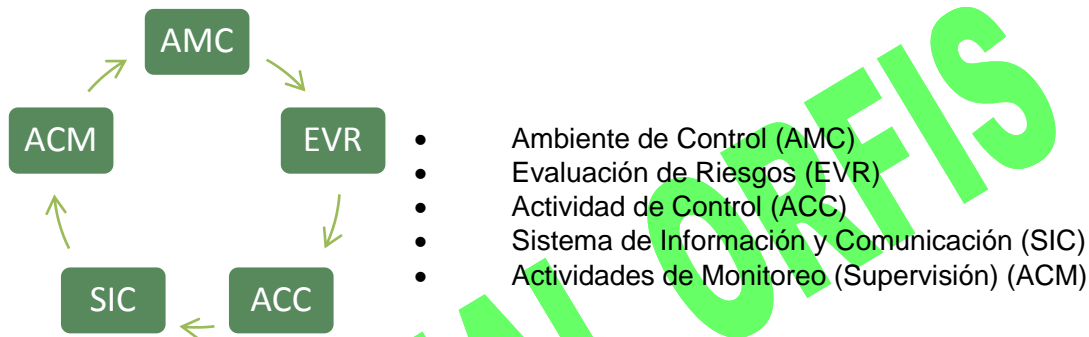 AMC
ACM
EVR
SIC
ACC
• Ambiente de Control (AMC)
• Evaluación de Riesgos (EVR)
• Actividad de Control (ACC)
• Sistema de Información y Comunicación (SIC)
• Actividades de Monitoreo (Supervisión) (ACM)
ORFIS